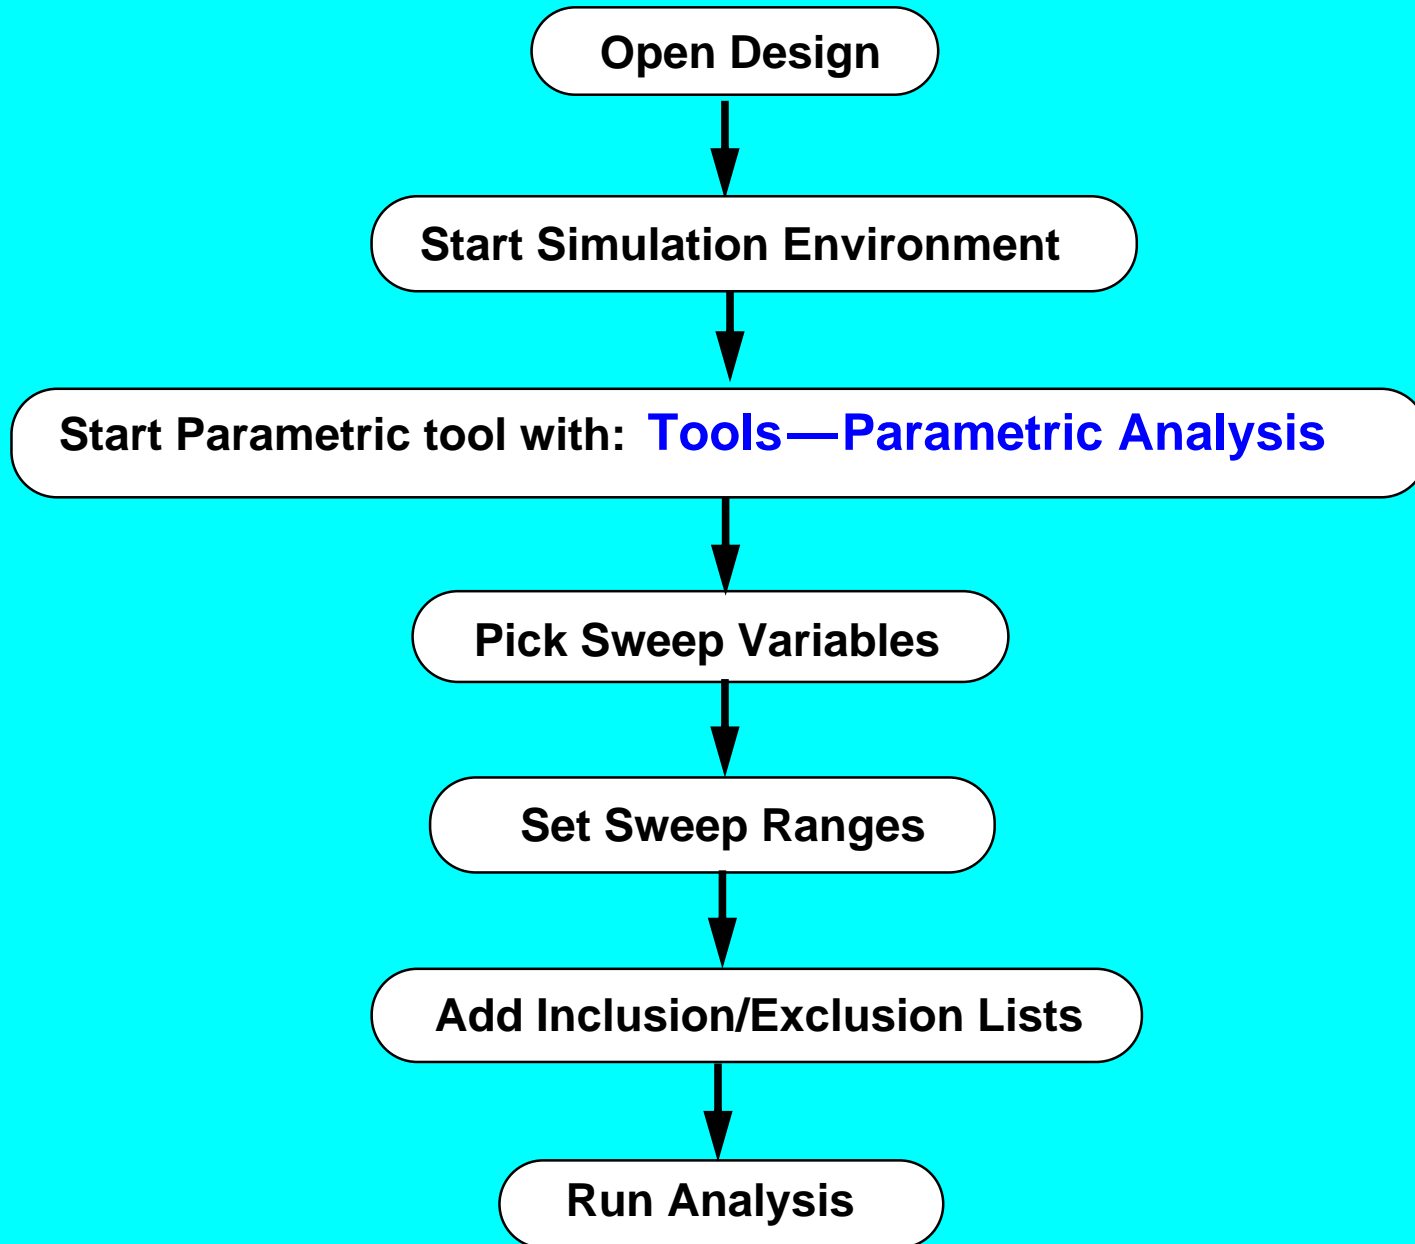 Open Design
Start Simulation Environment
Start Parametric tool with: Tools—Parametric Analysis
Pick Sweep Variables
Set Sweep Ranges
Add Inclusion/Exclusion Lists
Run Analysis